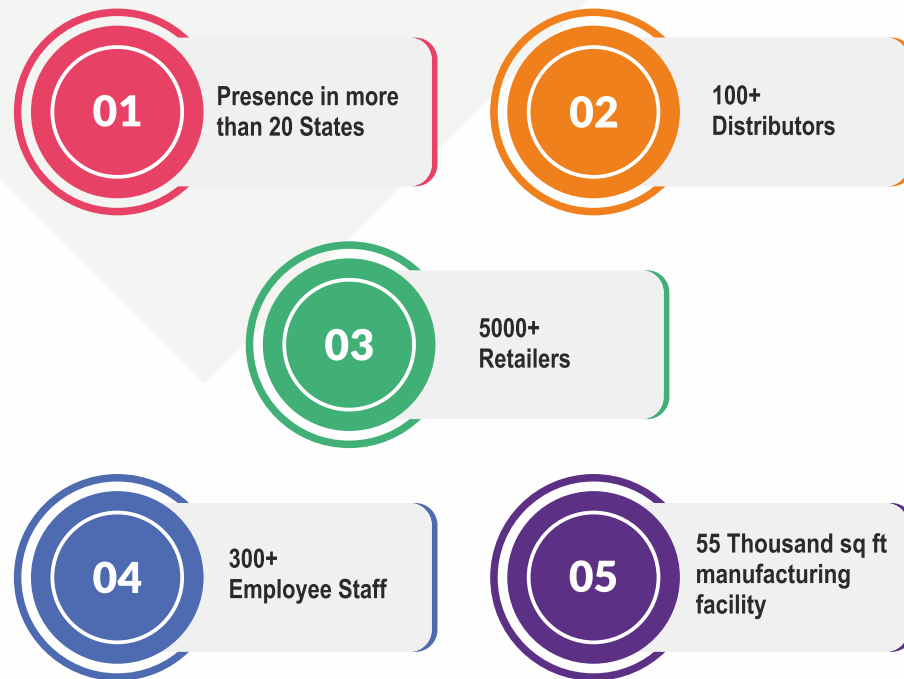 01
Presence in more
than 20 States
02
100+
Distributors
03
5000+
Retailers
04
300+
Employee Staff
05
55 Thousand sq ft
manufacturing
facility